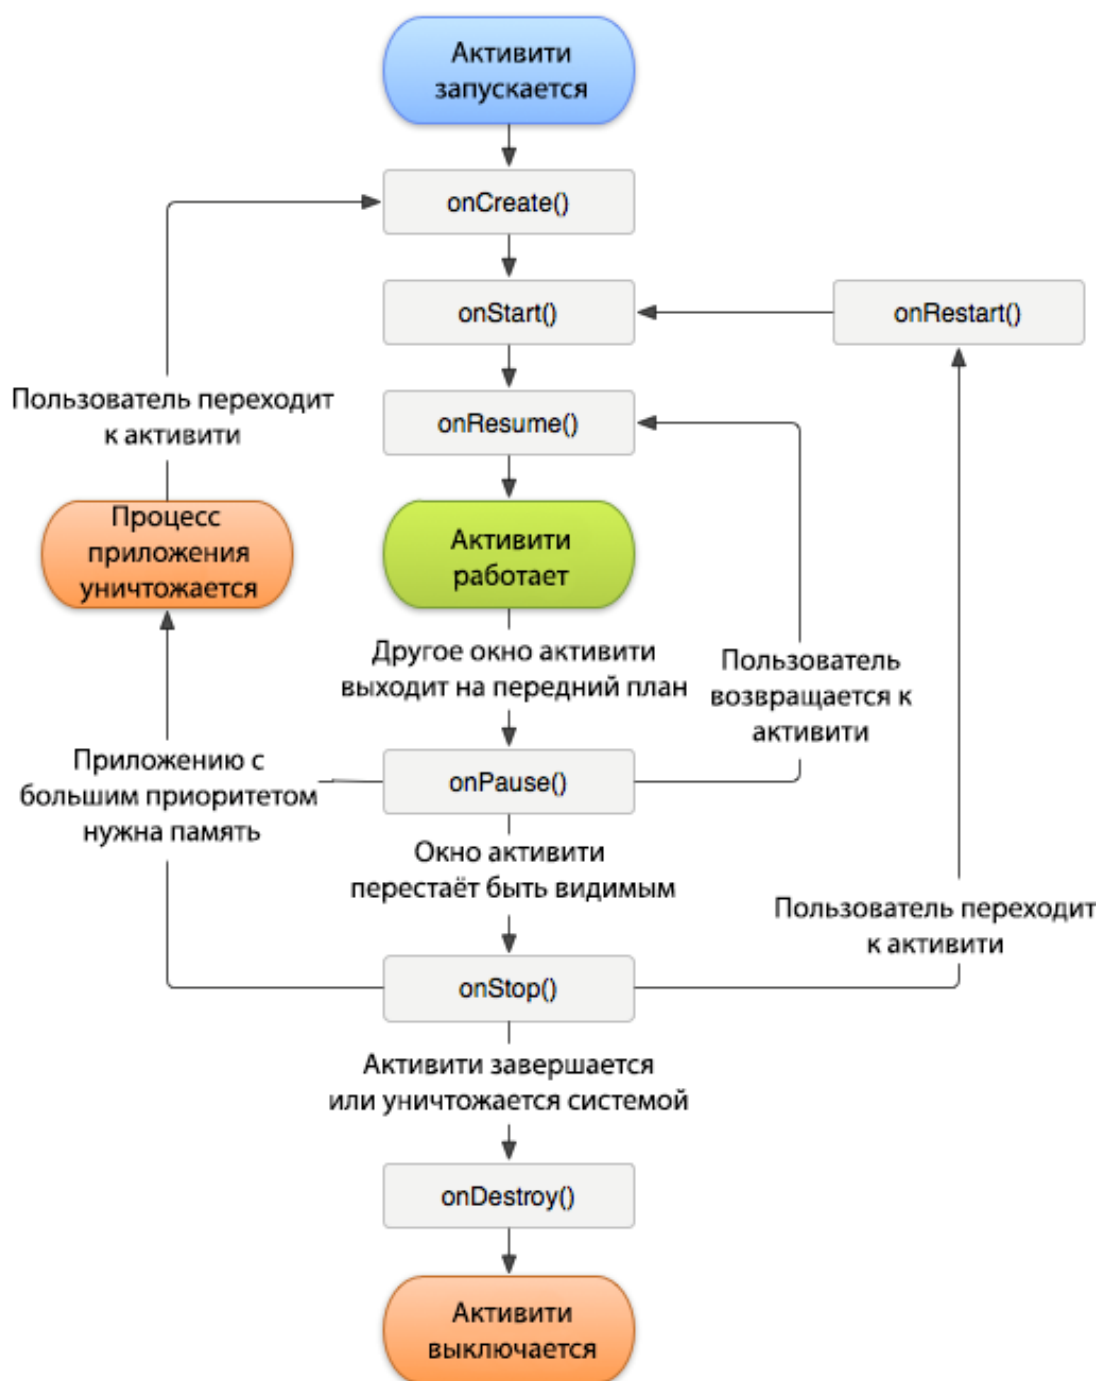 Активити
запускается
onCreate()
onStart()
onRestart()
Пользователь переходит
к активити
onResume()
Процесс
приложения
уничтожается
Активити
работает
Другое окно активити
выходит на передний план
Пользователь
возвращается к
активити
Приложению с
большим приоритетом
нужна память
onPause()
Окно активити
перестаёт быть видимым
Пользователь переходит
к активити
onStop()
Активити завершается
или уничтожается системой
onDestroy()
Активити
выключается